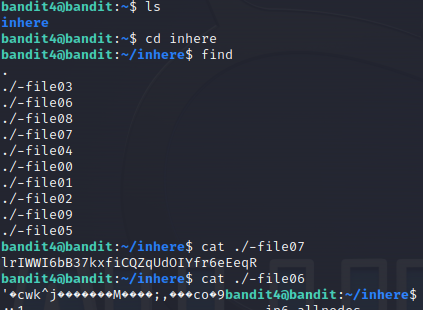 bandit4@bandit:~$ ls
inhere
bandit4@bandit:~$ cd inhere
bandit4@bandit:~/inhere$ find
.
./-file03
./-file06
./-file08
./-file07
./-file04
./-file00
./-file01
./-file02
./-file09
./-file05
bandit4@bandit:~/inhere$ cat ./-file07
lrIWWI6bB37kxfiCQZqUdOIYfr6eEeqR
bandit4@bandit:~/inhere$ cat ./-file06
'�cwk^j�������M����;,���co�9bandit4@bandit:~/inhere$